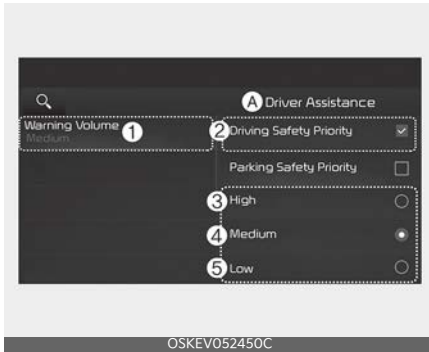 A Driver Assistance
Warning Volume 1
Medium
2 Driving Safety Priority
Parking Safety Priority
3 High
4 Medium
5 Low
OSKEV052450C